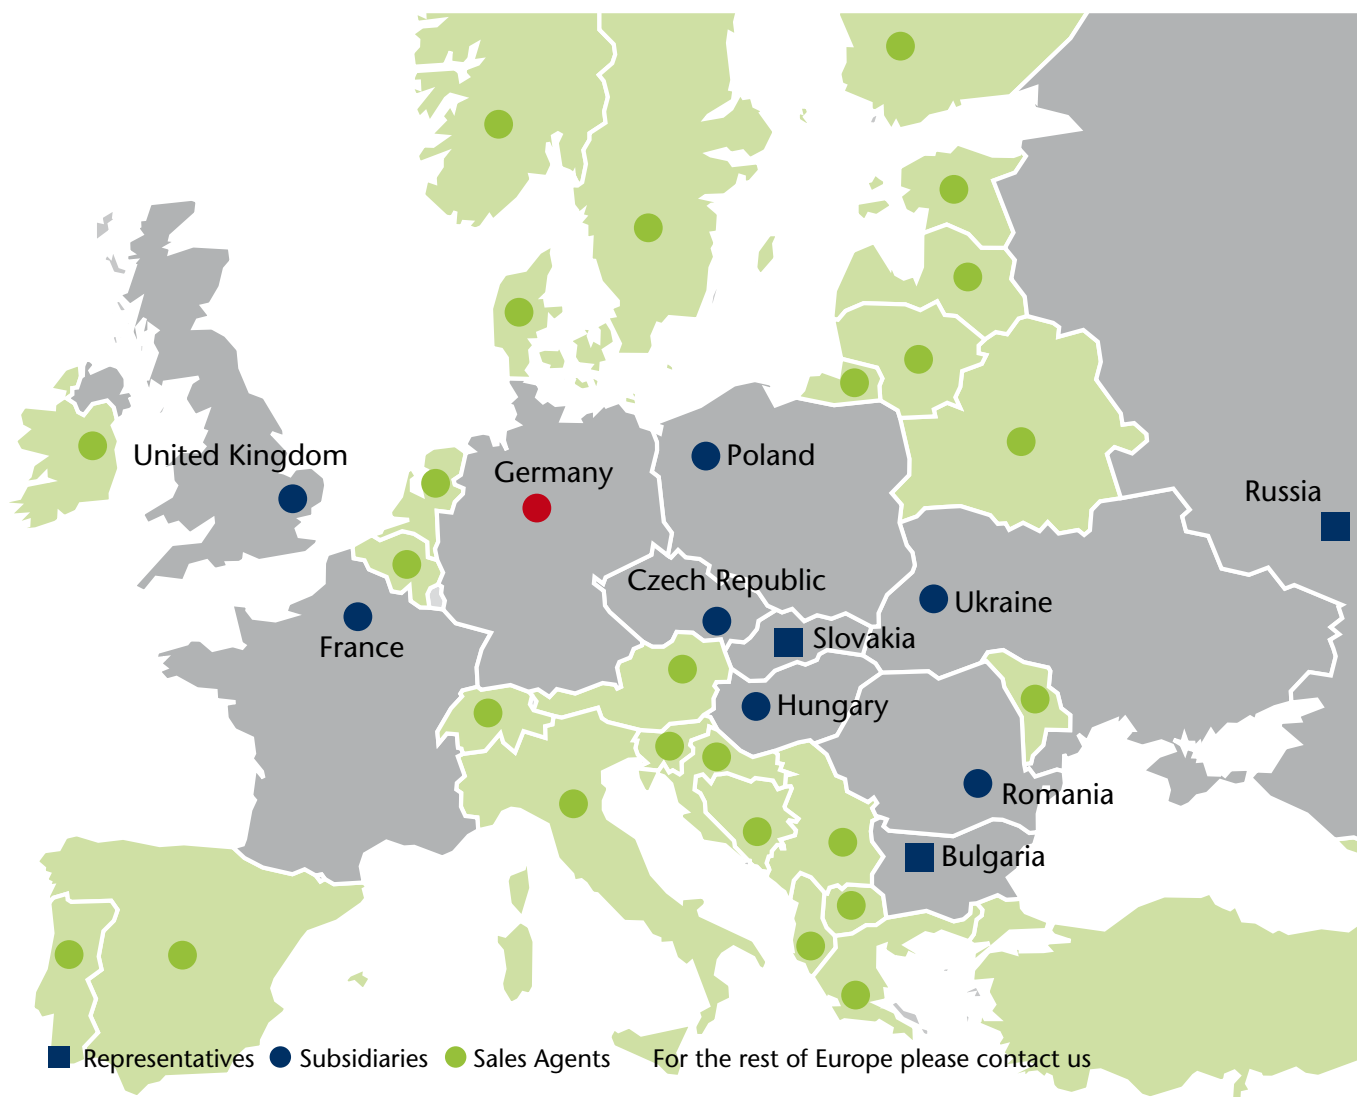 United Kingdom
Germany
Poland
Russia
Czech Republic
Ukraine
France
Slovakia
Hungary
Romania
Bulgaria
Representatives Subsidiaries Sales Agents For the rest of Europe please contact us